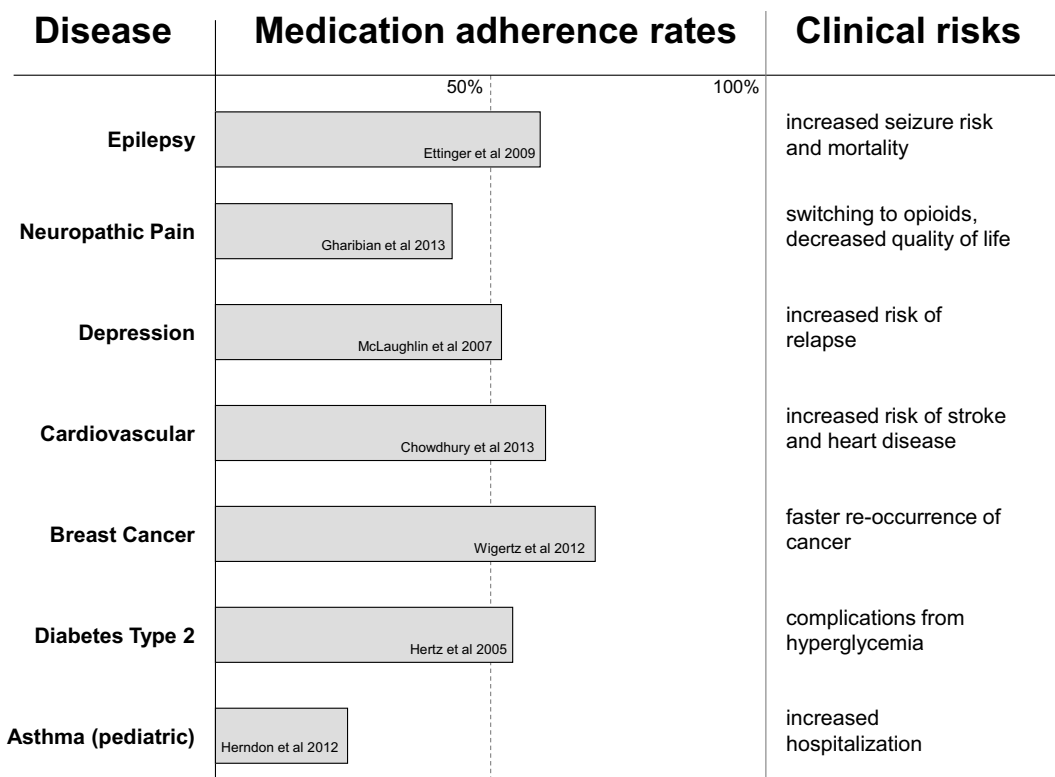 Disease
Medication adherence rates
Clinical risks
50%
100%
Epilepsy
Ettinger et al 2009
increased seizure risk
and mortality
Neuropathic Pain
Gharibian et al 2013
switching to opioids,
decreased quality of life
Depression
McLaughlin et al 2007
increased risk of
relapse
Cardiovascular
Chowdhury et al 2013
increased risk of stroke
and heart disease
Breast Cancer
Wigertz et al 2012
faster re-occurrence of
cancer
Diabetes Type 2
Hertz et al 2005
complications from
hyperglycemia
Asthma (pediatric)
Herndon et al 2012
increased
hospitalization